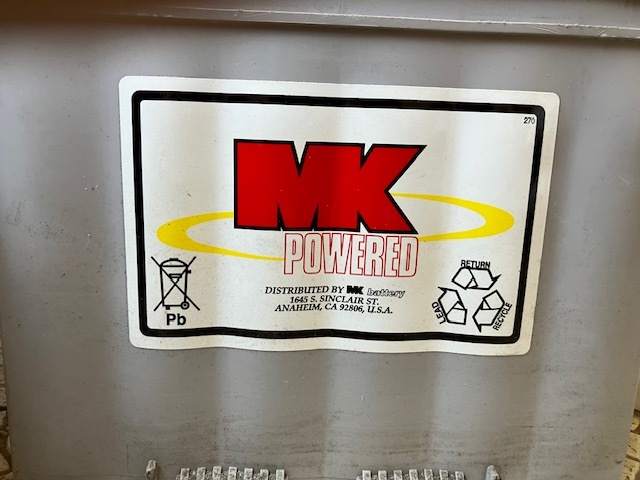 270
MK
POWERED
DISTRIBUTED BY MK battery
1645 S. SINCLAIR ST.
ANAHEIM, CA 92806, U.S.A.
Pb
RETURN
LEAD
RECYCLE